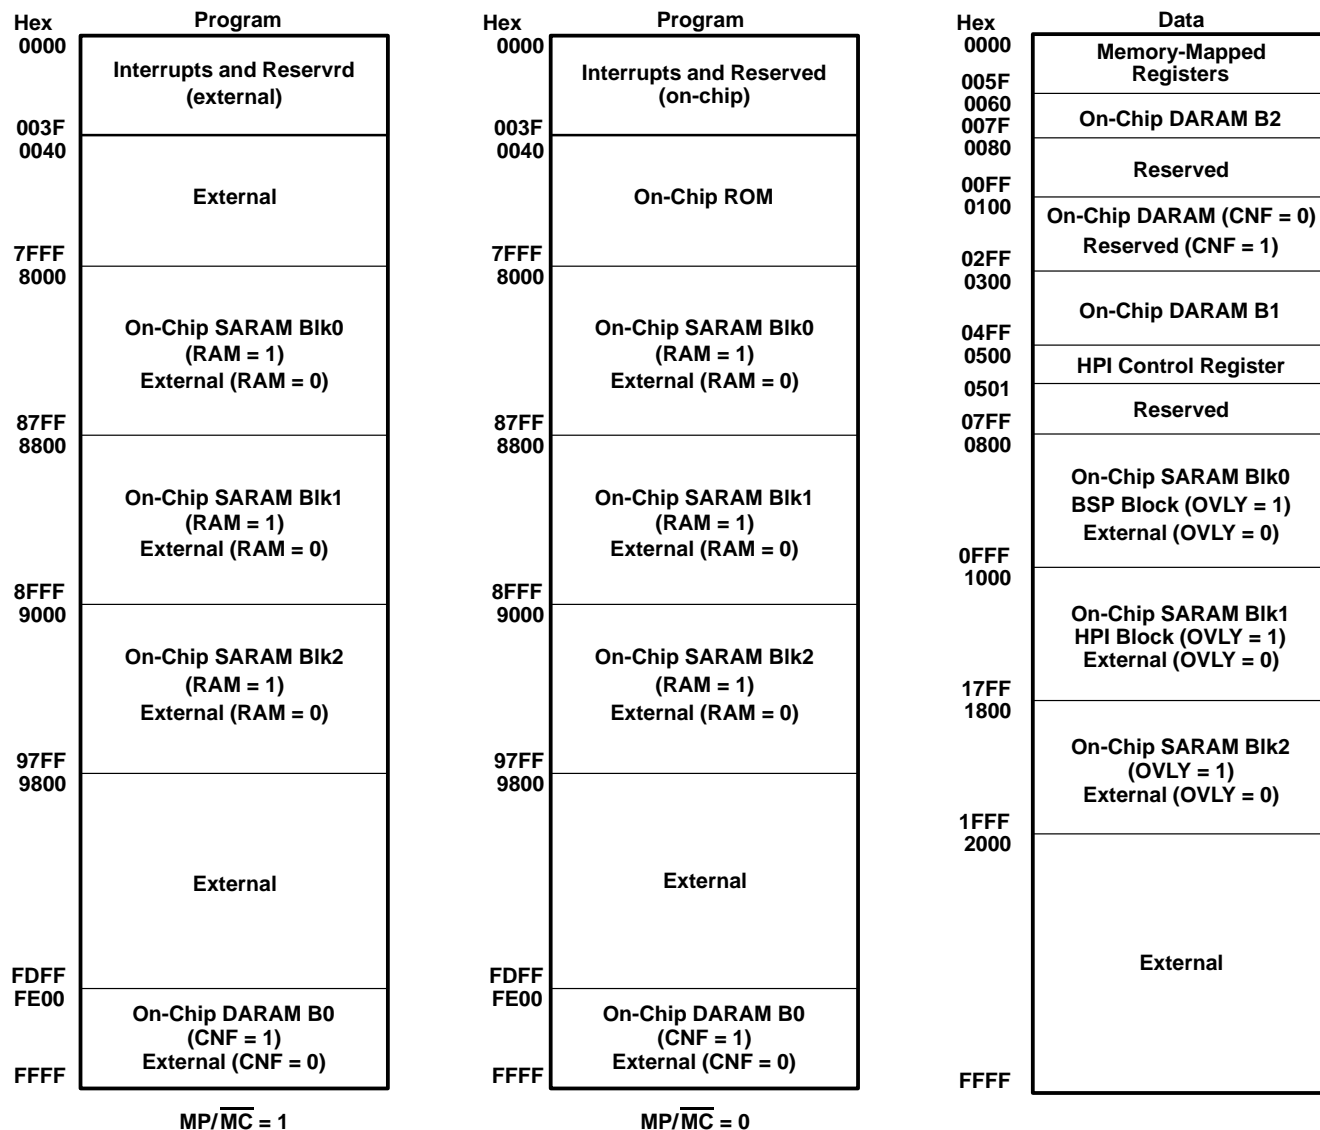 Hex
Program
0000
Interrupts and Reservrd
(external)
003F
0040
External
7FFF
8000
On-Chip SARAM Blk0
(RAM = 1)
External (RAM = 0)
87FF
8800
On-Chip SARAM Blk1
(RAM = 1)
External (RAM = 0)
8FFF
9000
On-Chip SARAM Blk2
(RAM = 1)
External (RAM = 0)
97FF
9800
External
FDFF
FE00
On-Chip DARAM B0
(CNF = 1)
External (CNF = 0)
FFFF
MP/M̅C̅ = 1
Hex
Program
0000
Interrupts and Reserved
(on-chip)
003F
0040
On-Chip ROM
7FFF
8000
On-Chip SARAM Blk0
(RAM = 1)
External (RAM = 0)
87FF
8800
On-Chip SARAM Blk1
(RAM = 1)
External (RAM = 0)
8FFF
9000
On-Chip SARAM Blk2
(RAM = 1)
External (RAM = 0)
97FF
9800
External
FDFF
FE00
On-Chip DARAM B0
(CNF = 1)
External (CNF = 0)
FFFF
MP/M̅C̅ = 0
Hex
Data
0000
Memory-Mapped
Registers
005F
0060
On-Chip DARAM B2
007F
0080
Reserved
00FF
0100
On-Chip DARAM (CNF = 0)
Reserved (CNF = 1)
02FF
0300
On-Chip DARAM B1
04FF
0500
HPI Control Register
0501
Reserved
07FF
0800
On-Chip SARAM Blk0
BSP Block (OVLY = 1)
External (OVLY = 0)
0FFF
1000
On-Chip SARAM Blk1
HPI Block (OVLY = 1)
External (OVLY = 0)
17FF
1800
On-Chip SARAM Blk2
(OVLY = 1)
External (OVLY = 0)
1FFF
2000
External
FFFF